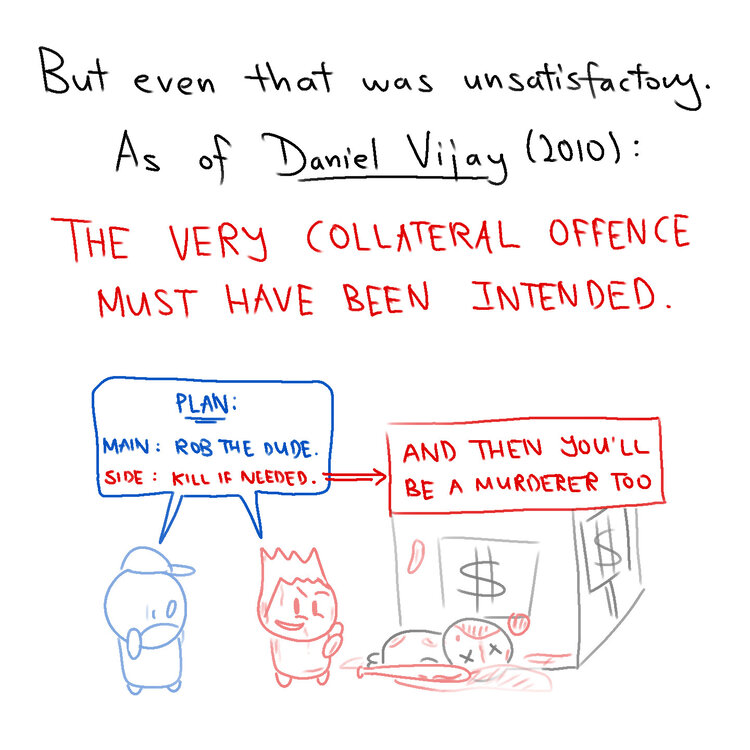 But even that was unsatisfactory.
As of Daniel Vijay (2010):
THE VERY COLLATERAL OFFENCE
MUST HAVE BEEN INTENDED.
PLAN:
MAIN: ROB THE DUDE.
SIDE: KILL IF NEEDED.
AND THEN YOU'LL
BE A MURDERER TOO
$
$